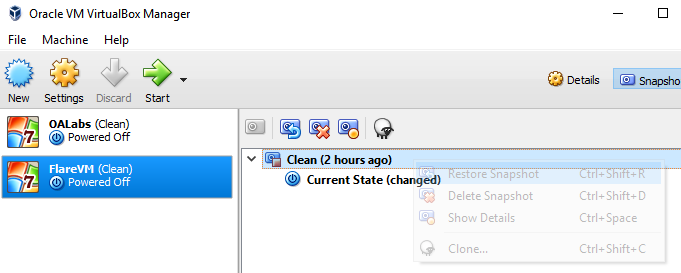 Oracle VM VirtualBox Manager
File Machine Help
New Settings Discard Start
Details
Snapsho
OALabs (Clean)
Powered Off
FlareVM (Clean)
Powered Off
Clean (2 hours ago)
Current State (changed)
Restore Snapshot Ctrl+Shift+R
Delete Snapshot Ctrl+Shift+D
Show Details Ctrl+Space
Clone... Ctrl+Shift+C